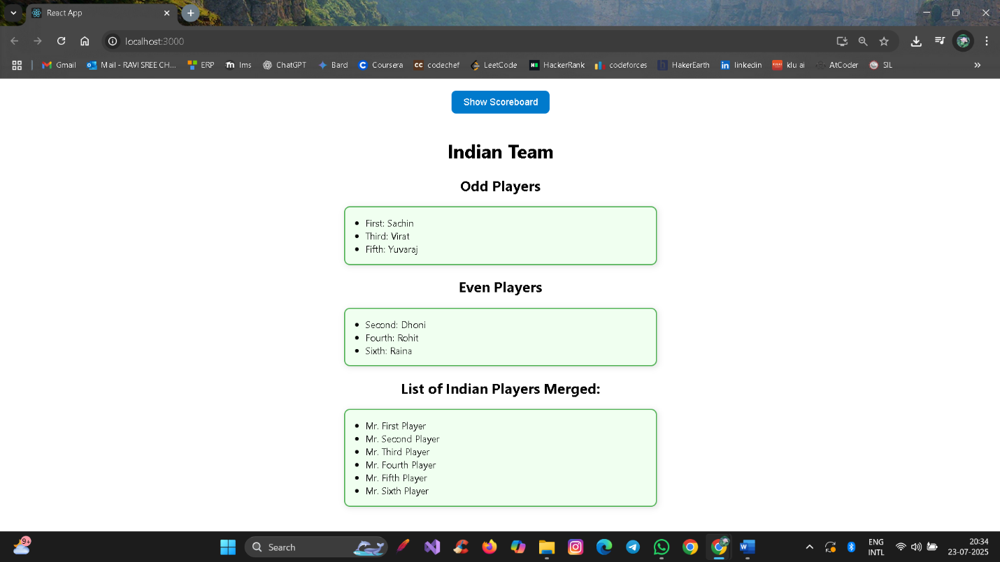 React App
localhost:3000
Gmail
Mail - RAVI SREE CH...
ERP
lms
ChatGPT
Bard
Coursera
codechef
LeetCode
HackerRank
codeforces
HakerEarth
linkedin
klu ai
AtCoder
SIL
Show Scoreboard
Indian Team
Odd Players
First: Sachin
Third: Virat
Fifth: Yuvaraj
Even Players
Second: Dhoni
Fourth: Rohit
Sixth: Raina
List of Indian Players Merged:
Mr. First Player
Mr. Second Player
Mr. Third Player
Mr. Fourth Player
Mr. Fifth Player
Mr. Sixth Player
9+
Search
ENG
INTL
20:34
23-07-2025